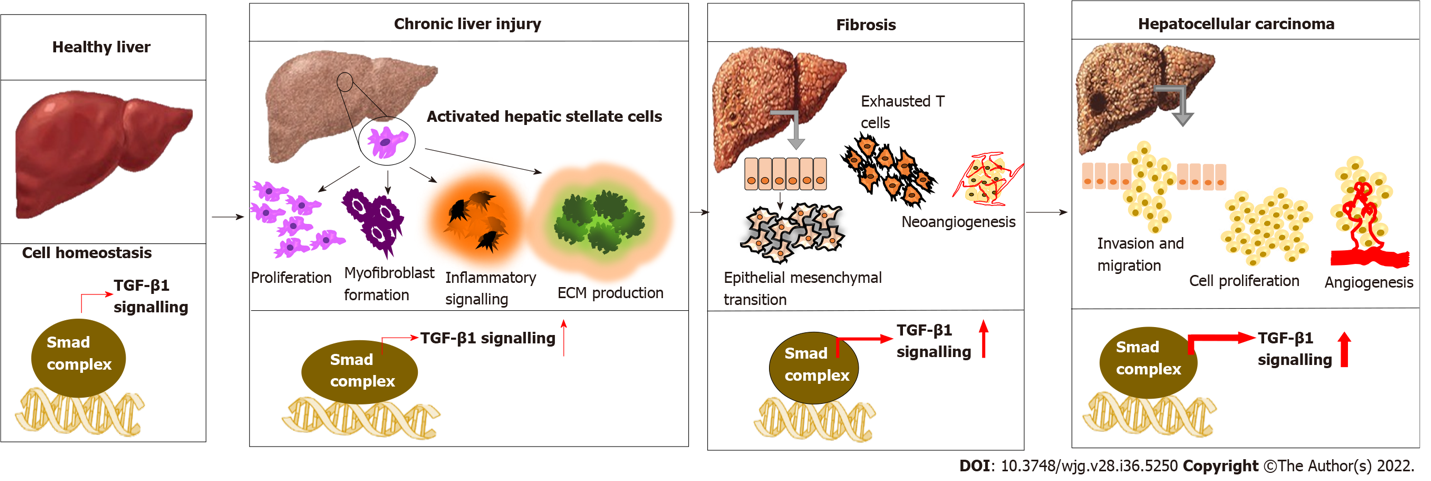 Healthy liver
Cell homeostasis
TGF-β1
signalling
Smad
complex
Chronic liver injury
Activated hepatic stellate cells
Proliferation
Myofibroblast
formation
Inflammatory
signalling
ECM production
TGF-β1 signalling
Smad
complex
Fibrosis
Exhausted T
cells
Neoangiogenesis
Epithelial mesenchymal
transition
TGF-β1
signalling
Smad
complex
Hepatocellular carcinoma
Invasion and
migration
Cell proliferation
Angiogenesis
TGF-β1
signalling
Smad
complex
DOI: 10.3748/wjg.v28.i36.5250 Copyright ©The Author(s) 2022.